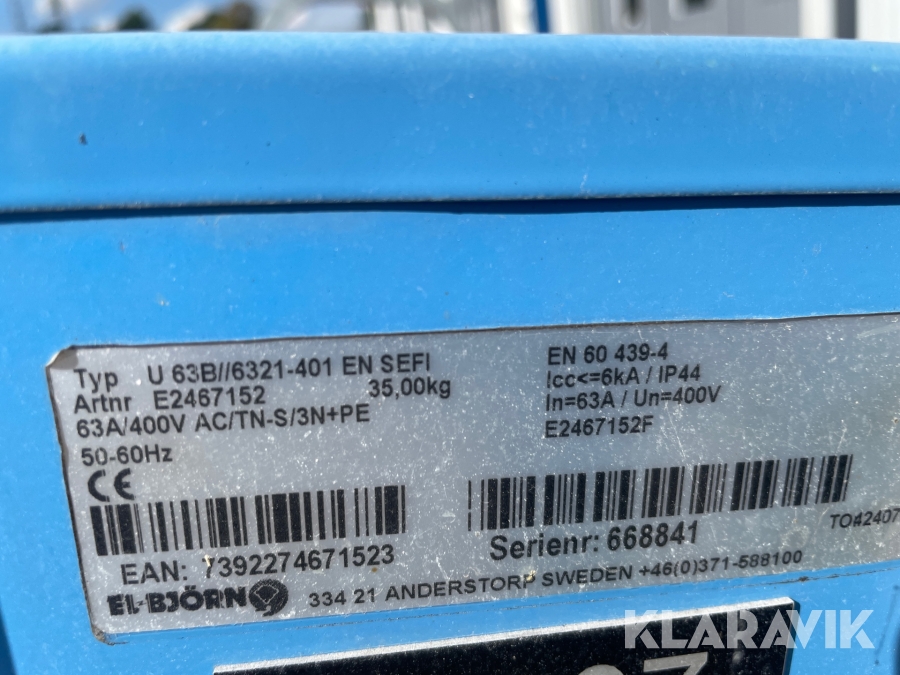 Typ U 63B//6321-401 EN SEFI
Artnr E2467152 35,00kg
63A/400V AC/TN-S/3N+PE
50-60Hz
CE
EN 60 439-4
Icc<=6kA / IP44
In=63A / Un=400V
E2467152F
EAN: 7392274671523
Serienr: 668841
TO#2407
EL-BJÖRN
334 21 ANDERSTORP SWEDEN +46(0)371-588100
KLARAVIK